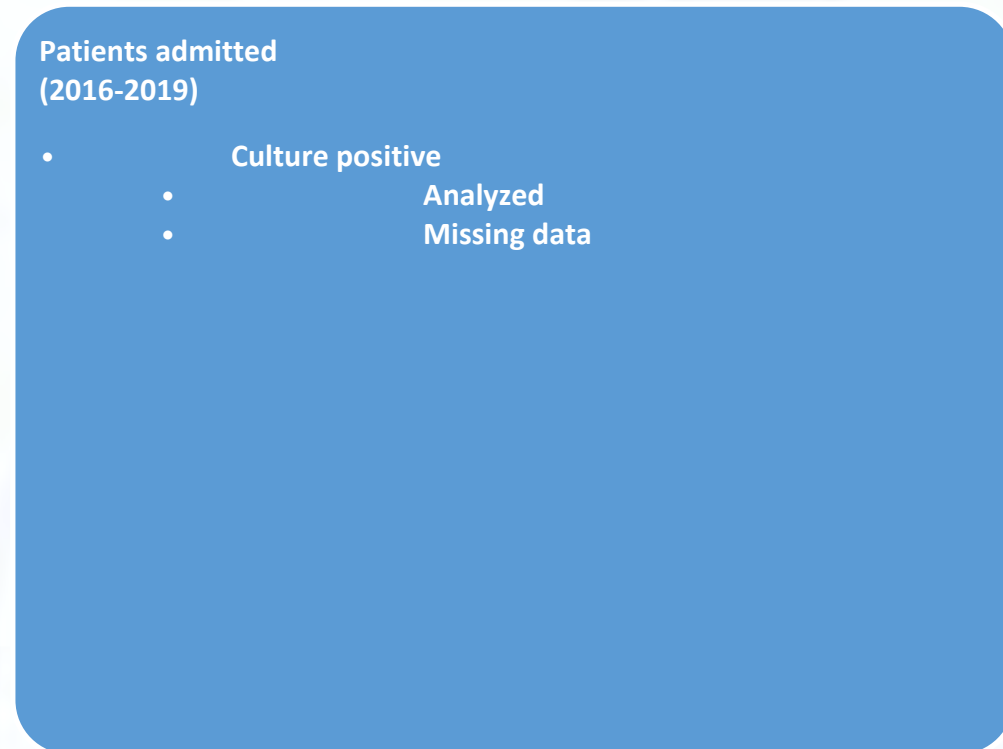 Patients admitted
(2016-2019)
• Culture positive
• Analyzed
• Missing data